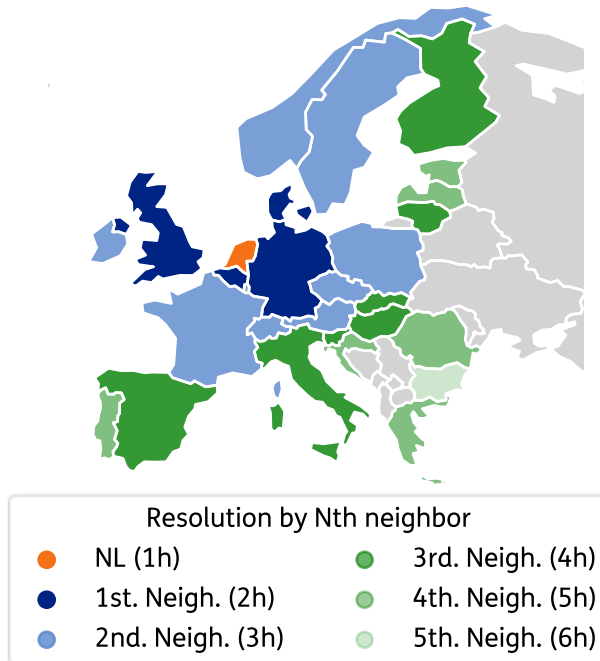 Resolution by Nth neighbor
NL (1h)
1st. Neigh. (2h)
2nd. Neigh. (3h)
3rd. Neigh. (4h)
4th. Neigh. (5h)
5th. Neigh. (6h)